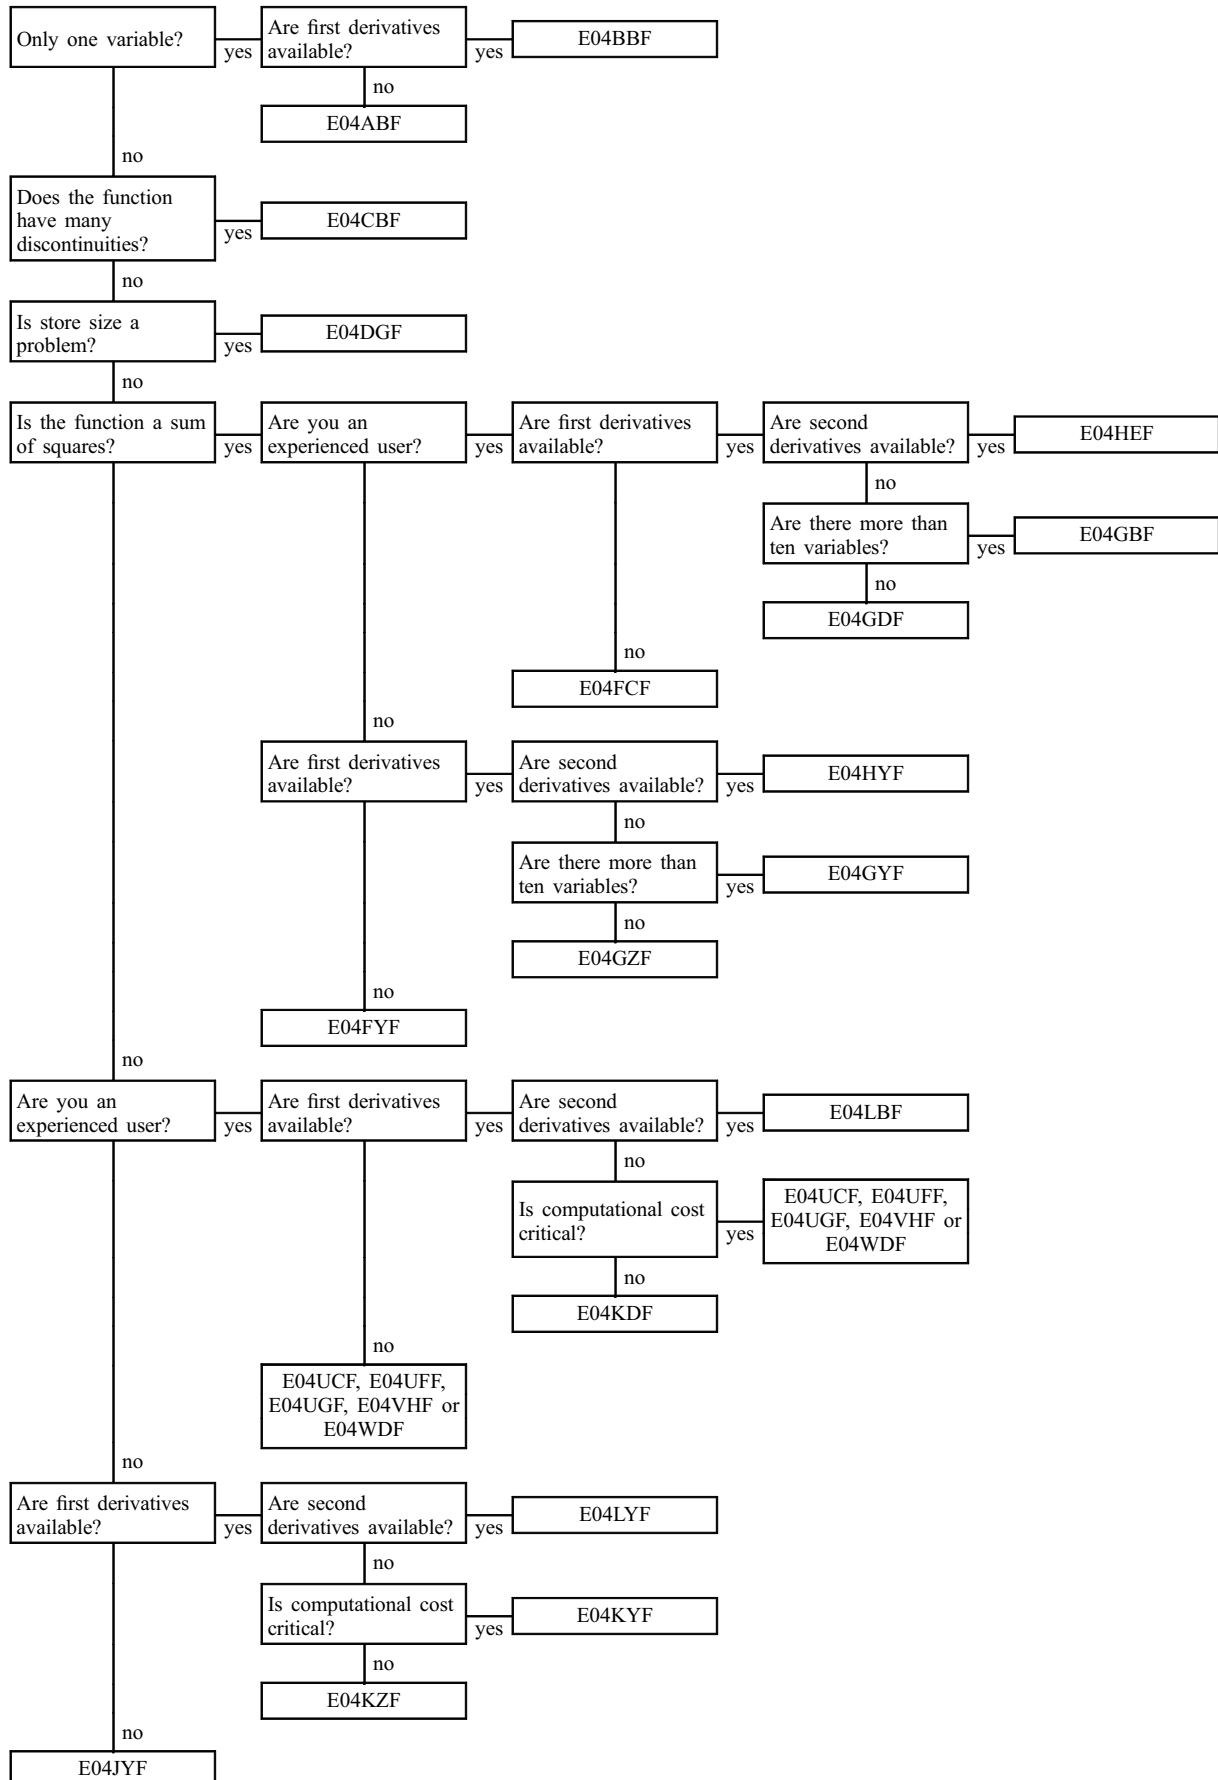 Only one variable?
yes
Are first derivatives
available?
yes
E04BBF
no
E04ABF
no
Does the function
have many
discontinuities?
yes
E04CBF
no
Is store size a
problem?
yes
E04DGF
no
Is the function a sum
of squares?
yes
Are you an
experienced user?
yes
Are first derivatives
available?
yes
Are second
derivatives available?
yes
E04HEF
no
Are there more than
ten variables?
yes
E04GBF
no
E04GDF
no
E04FCF
no
Are first derivatives
available?
yes
Are second
derivatives available?
yes
E04HYF
no
Are there more than
ten variables?
yes
E04GYF
no
E04GZF
no
E04FYF
no
Are you an
experienced user?
yes
Are first derivatives
available?
yes
Are second
derivatives available?
yes
E04LBF
no
Is computational cost
critical?
yes
E04UCF, E04UFF,
E04UGF, E04VHF or
E04WDF
no
E04KDF
no
E04UCF, E04UFF,
E04UGF, E04VHF or
E04WDF
no
Are first derivatives
available?
yes
Are second
derivatives available?
yes
E04LYF
no
Is computational cost
critical?
yes
E04KYF
no
E04KZF
no
E04JYF